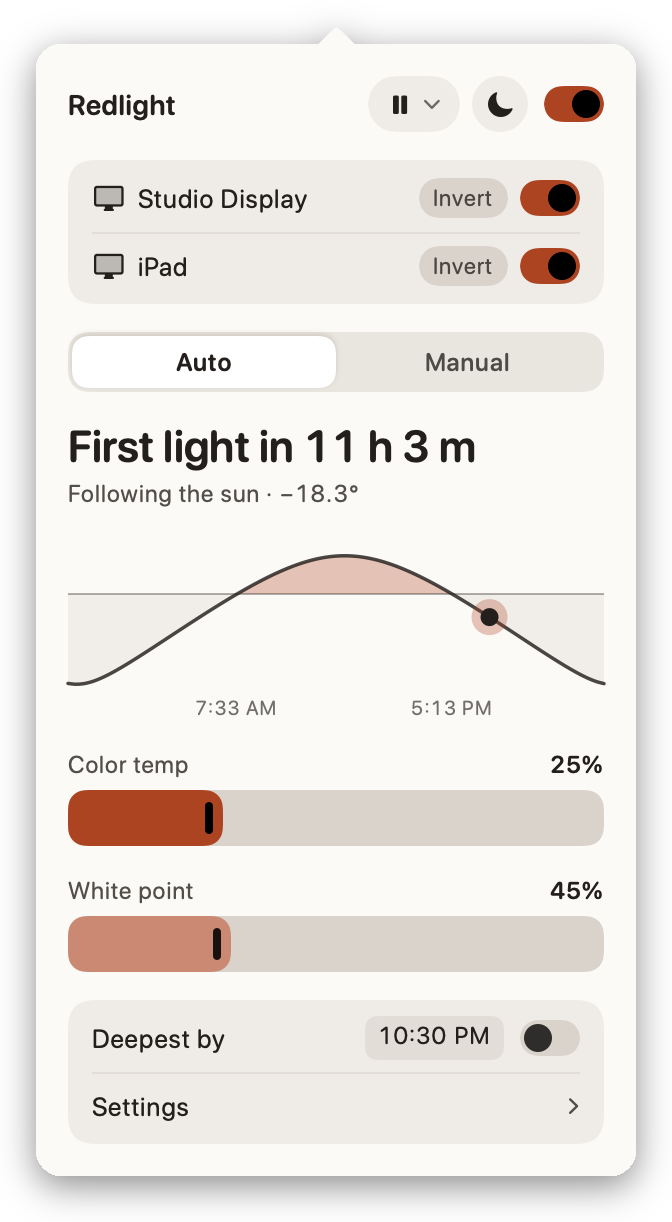 Redlight
Studio Display Invert
iPad Invert
Auto Manual
First light in 11 h 3 m
Following the sun · −18.3°
7:33 AM 5:13 PM
Color temp 25%
White point 45%
Deepest by 10:30 PM
Settings